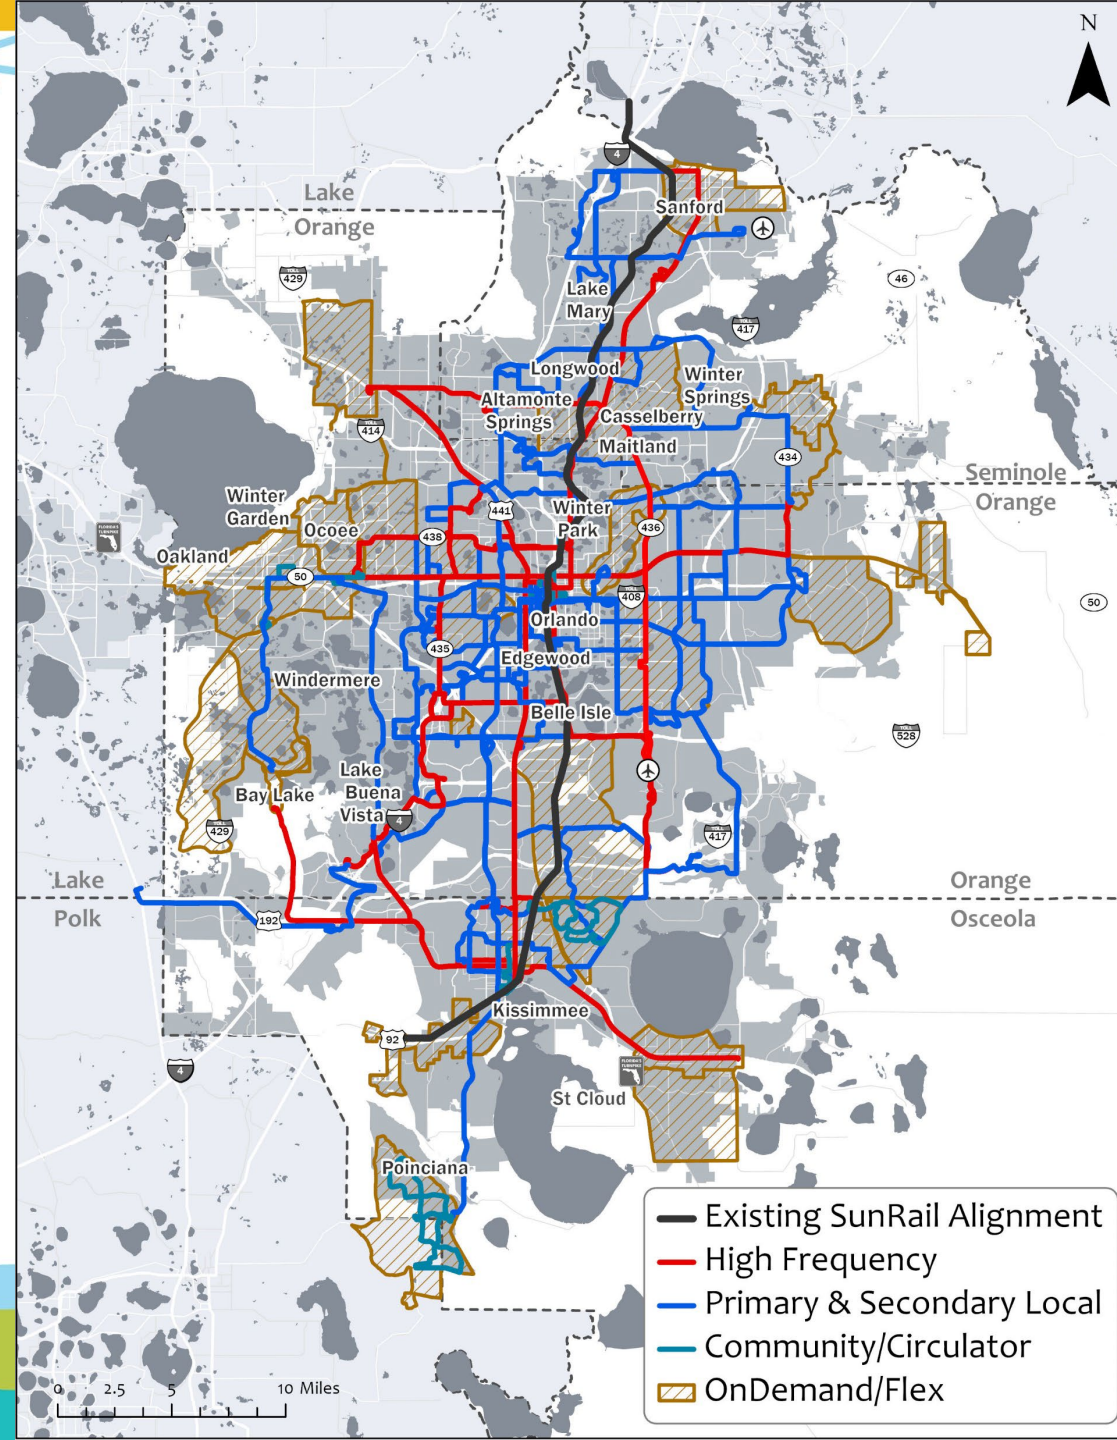 N
4
Sanford
Lake
Orange
429
46
Lake
Mary
417
Longwood
Winter
Springs
Altamonte
Springs
Casselberry
414
Maitland
434
Seminole
Orange
Winter
Garden
441
Winter
Park
Ocoee
438
436
FLORIDA'S
TURNPIKE
Oakland
50
408
50
Orlando
435
Edgewood
Windermere
Belle Isle
528
Lake
Buena
Vista
Bay Lake
4
429
417
Lake
Polk
Orange
Osceola
192
Kissimmee
92
4
FLORIDA'S
TURNPIKE
St Cloud
Poinciana
Existing SunRail Alignment
High Frequency
Primary & Secondary Local
Community/Circulator
OnDemand/Flex
0 2.5 5 10 Miles